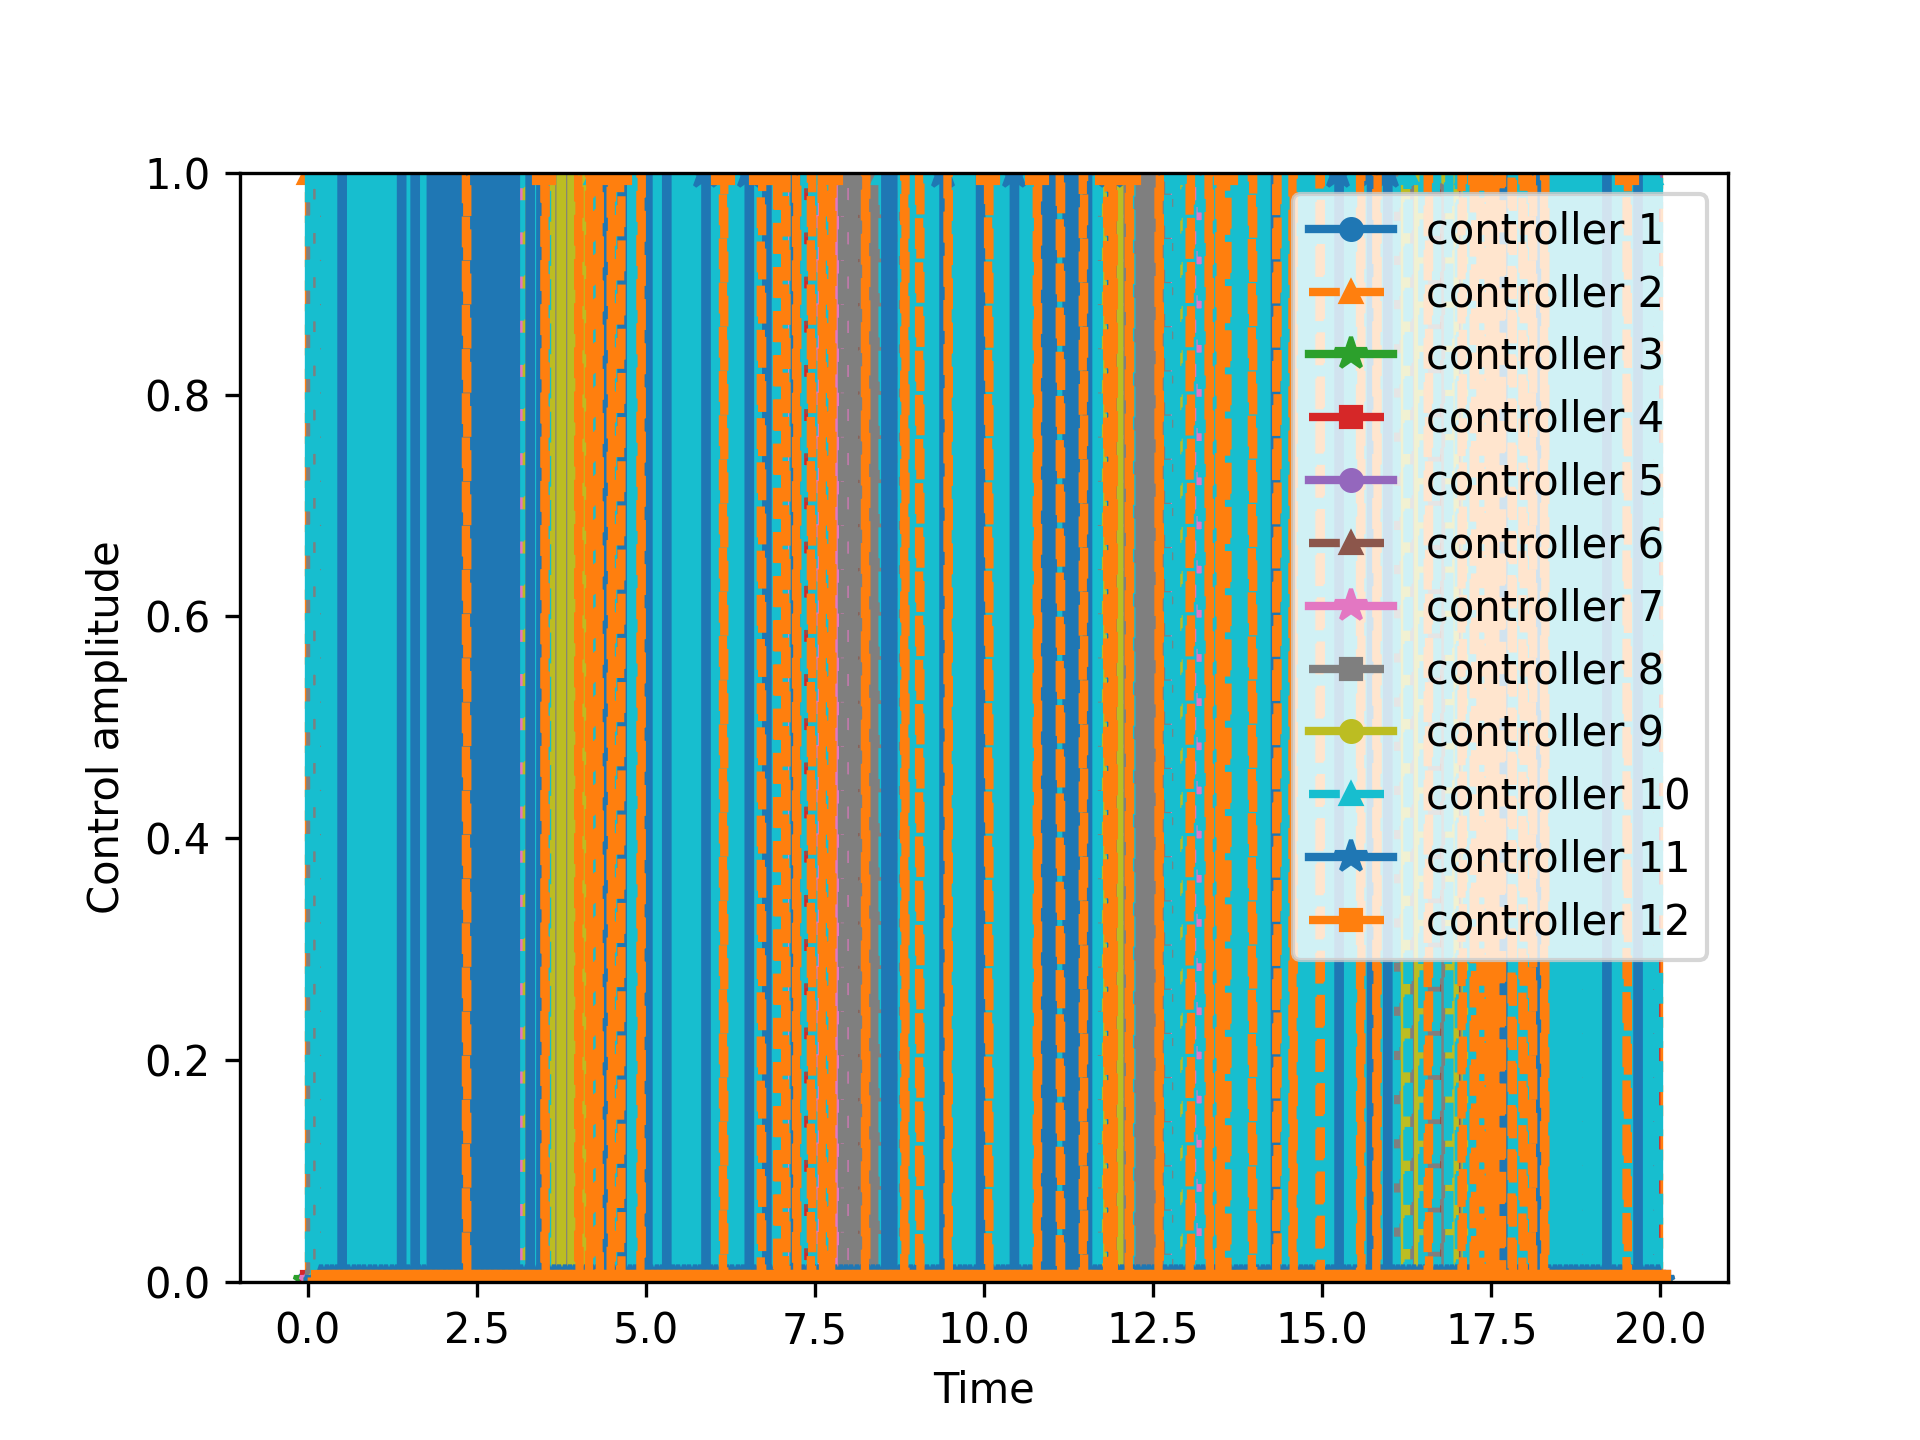 1.0
0.8
0.6
0.4
0.2
0.0
Control amplitude
0.0 2.5 5.0 7.5 10.0 12.5 15.0 17.5 20.0
Time
controller 1
controller 2
controller 3
controller 4
controller 5
controller 6
controller 7
controller 8
controller 9
controller 10
controller 11
controller 12